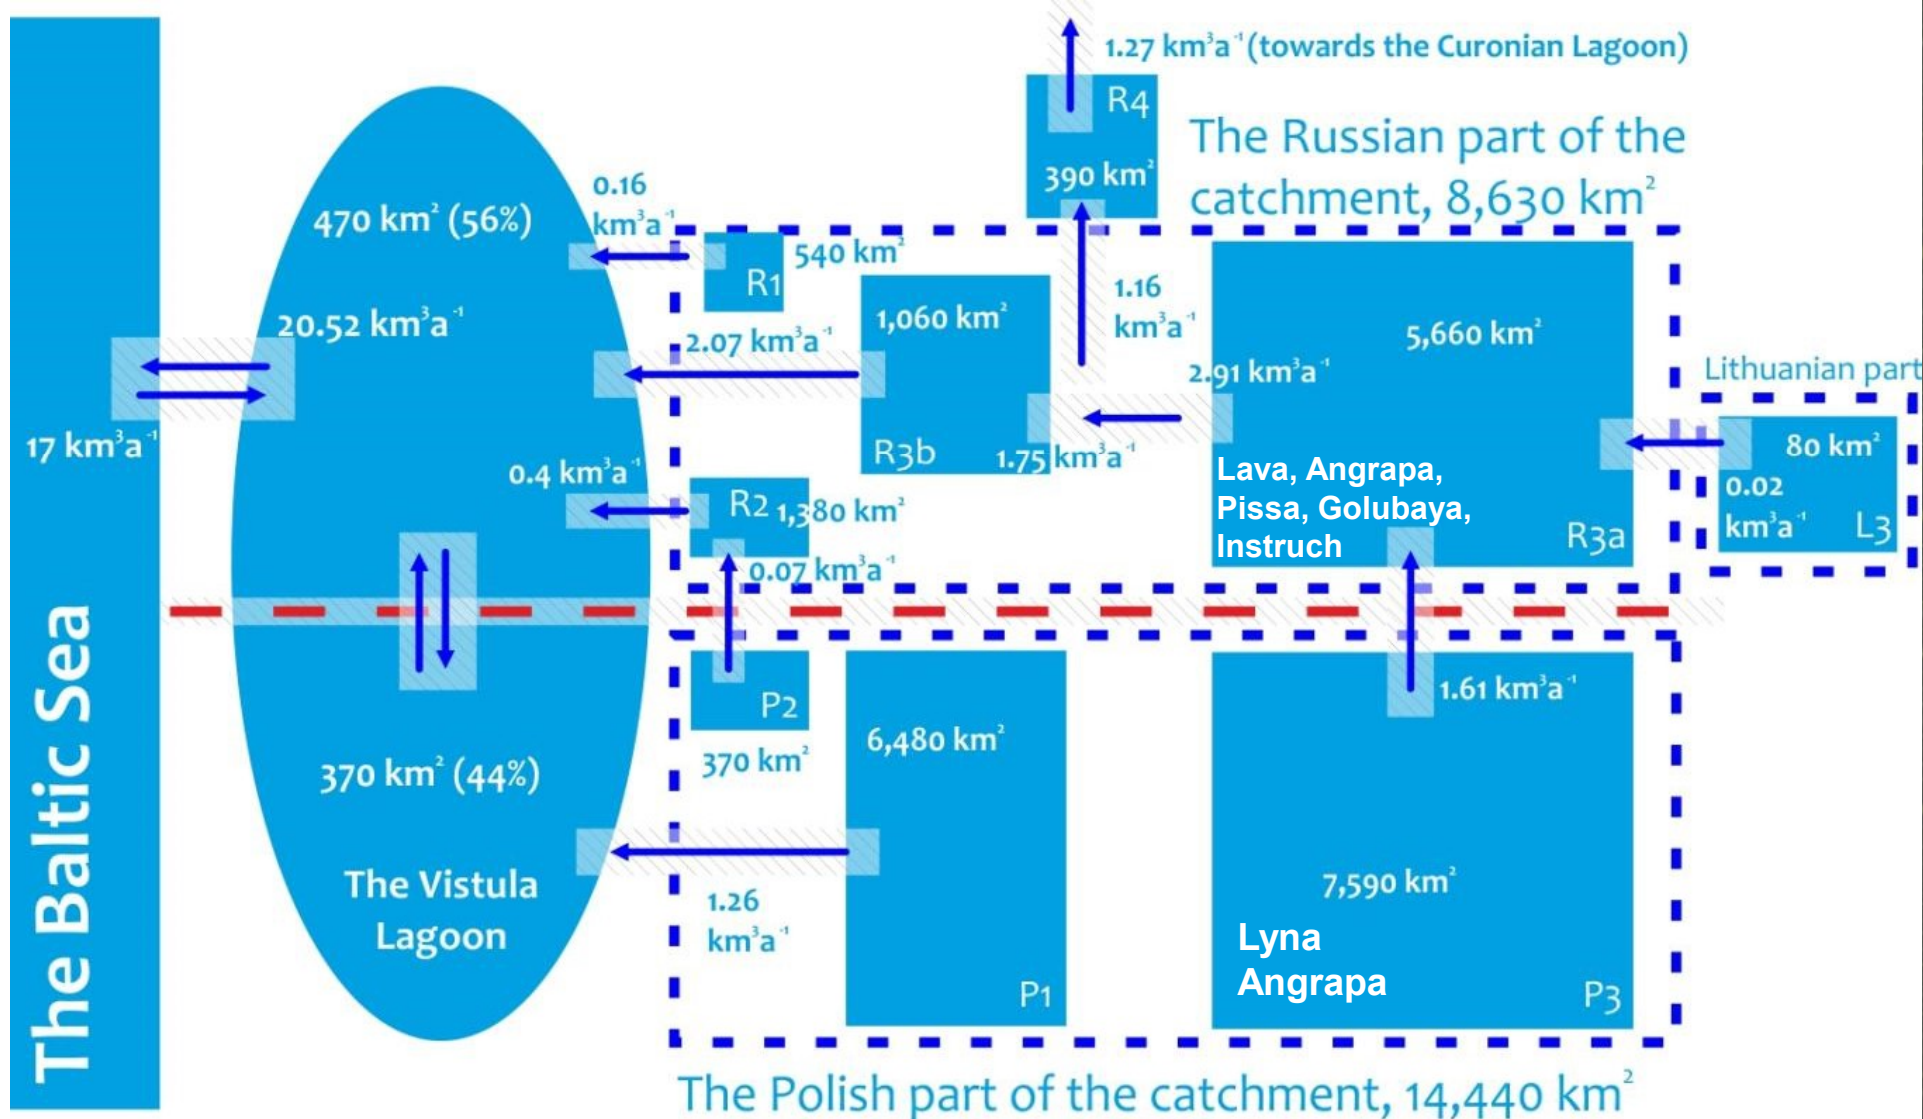 1.27 km³a⁻¹ (towards the Curonian Lagoon)
R4
390 km²
The Russian part of the
catchment, 8,630 km²
0.16
km³a⁻¹
470 km² (56%)
540 km²
R1
1.16
km³a⁻¹
1,060 km²
20.52 km³a⁻¹
2.07 km³a⁻¹
5,660 km²
2.91 km³a⁻¹
Lithuanian part
17 km³a⁻¹
R3b
1.75 km³a⁻¹
80 km²
0.4 km³a⁻¹
Lava, Angrapa,
Pissa, Golubaya,
Instruch
0.02
km³a⁻¹
L3
R2
1,380 km²
R3a
0.07 km³a⁻¹
The Baltic Sea
P2
1.61 km³a⁻¹
370 km²
6,480 km²
370 km² (44%)
The Vistula
Lagoon
1.26
km³a⁻¹
7,590 km²
Lyna
Angrapa
P1
P3
The Polish part of the catchment, 14,440 km²